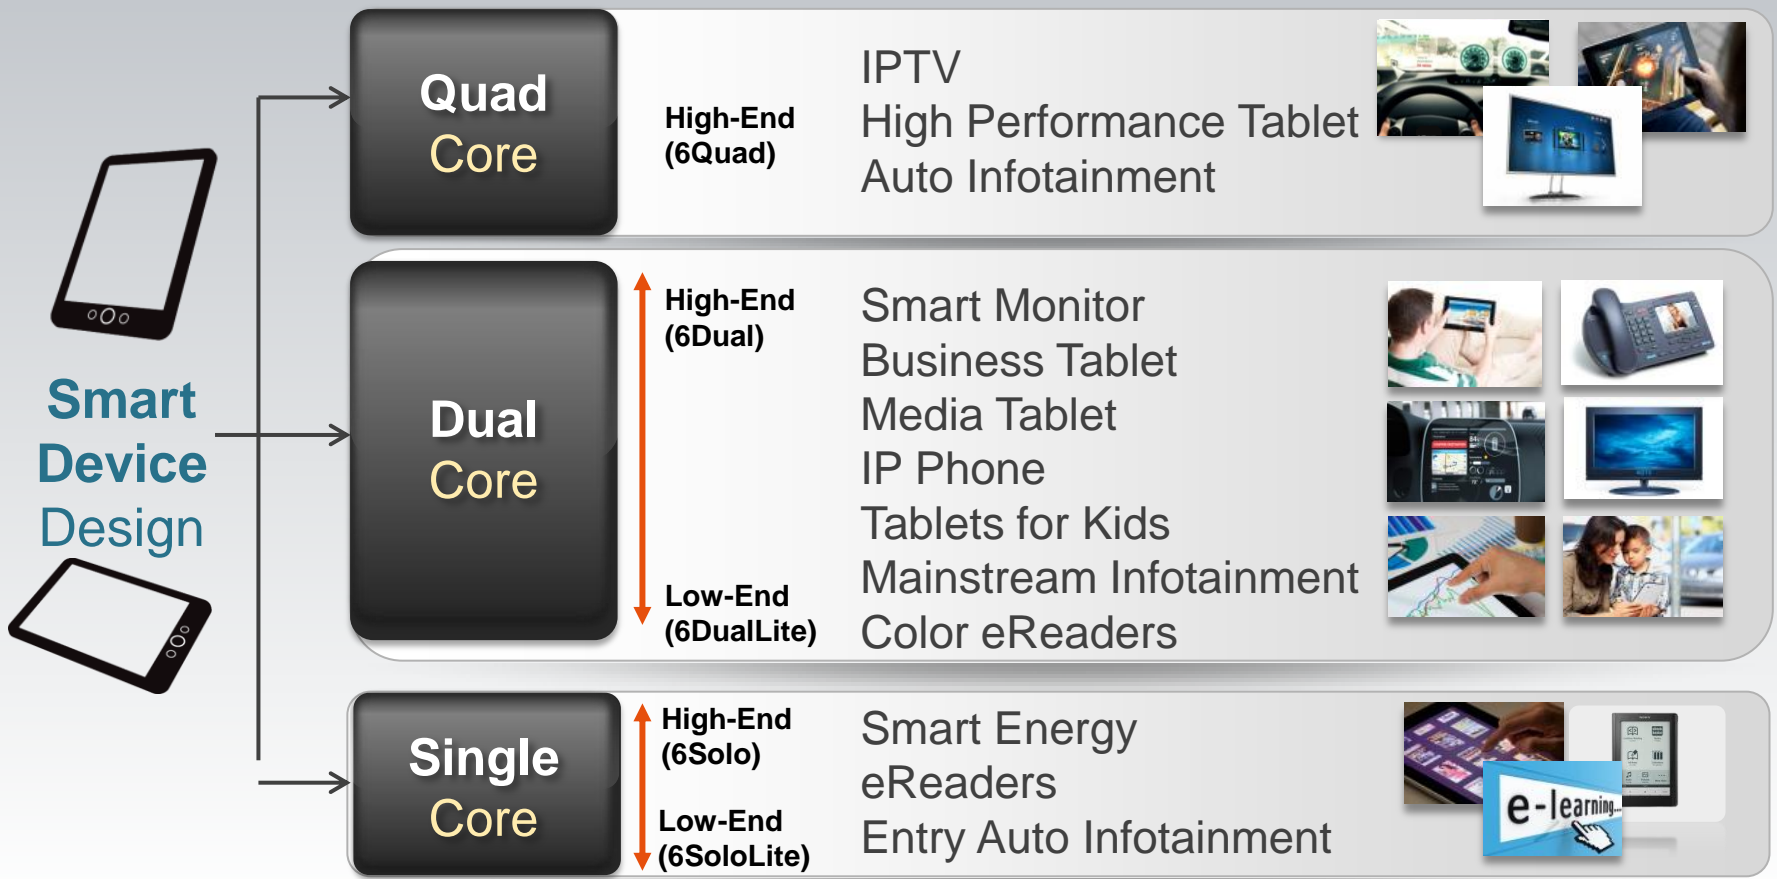 Smart
Device
Design
Quad
Core
High-End
(6Quad)
IPTV
High Performance Tablet
Auto Infotainment
Dual
Core
High-End
(6Dual)
Low-End
(6DualLite)
Smart Monitor
Business Tablet
Media Tablet
IP Phone
Tablets for Kids
Mainstream Infotainment
Color eReaders
Single
Core
High-End
(6Solo)
Low-End
(6SoloLite)
Smart Energy
eReaders
Entry Auto Infotainment
e-learning...